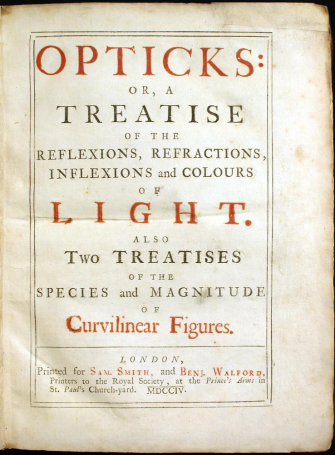 OPTICKS:
OR, A
TREATISE
OF THE
REFLEXIONS, REFRACTIONS,
INFLEXIONS and COLOURS
OF
LIGHT.
ALSO
Two TREATISES
OF THE
SPECIES and MAGNITUDE
OF
Curvilinear Figures.
LONDON,
Printed for SAM. SMITH, and BENJ. WALFORD,
Printers to the Royal Society, at the Prince's Arms in
St. Paul's Church-yard. MDCCIV.